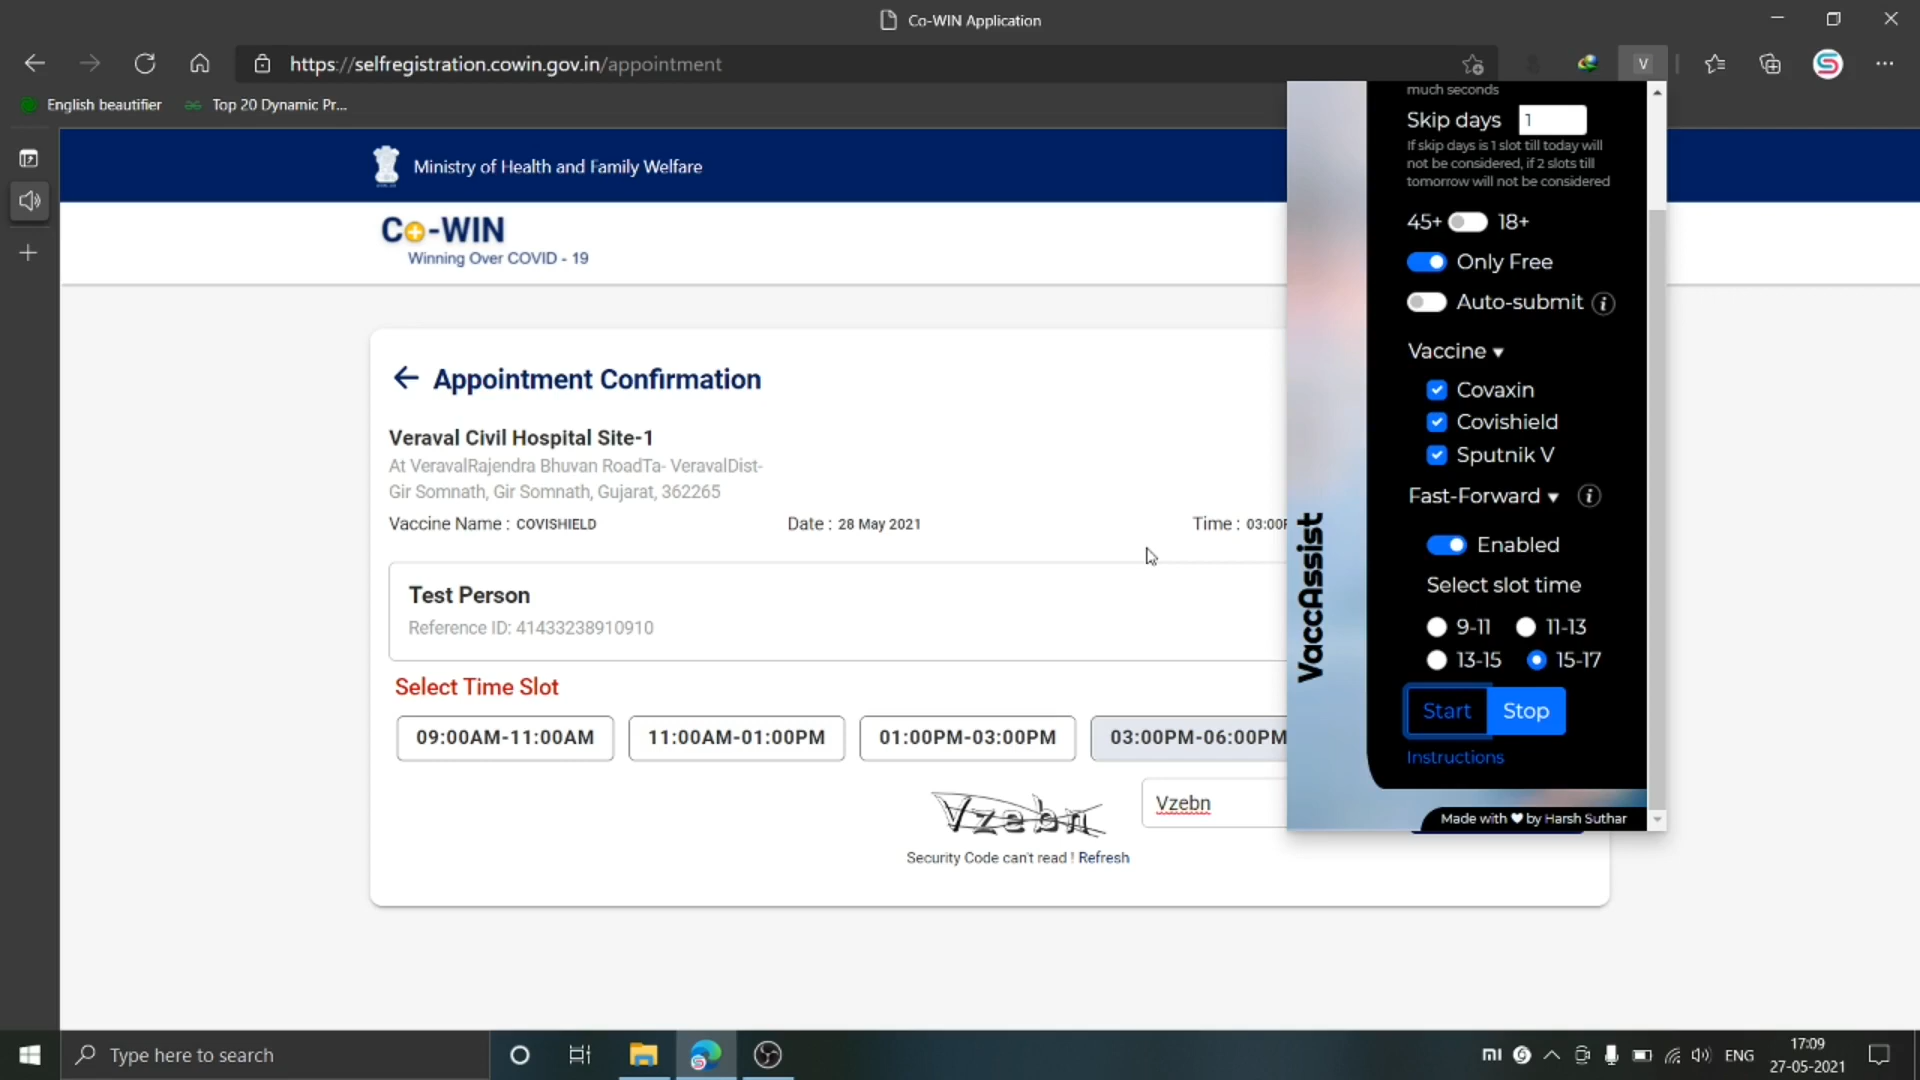 Co-WIN Application
https://selfregistration.cowin.gov.in/appointment
V
English beautifier
Top 20 Dynamic Pr...
Ministry of Health and Family Welfare
Co-WIN
Winning Over COVID - 19
Appointment Confirmation
Veraval Civil Hospital Site-1
At VeravalRajendra Bhuvan RoadTa- VeravalDist-
Gir Somnath, Gir Somnath, Gujarat, 362265
Vaccine Name : COVISHIELD
Date : 28 May 2021
Time : 03:00P
Test Person
Reference ID: 41433238910910
Select Time Slot
09:00AM-11:00AM
11:00AM-01:00PM
01:00PM-03:00PM
03:00PM-06:00PM
Vzebn
Vzebn
Security Code can't read ! Refresh
much seconds
Skip days 1
If skip days is 1 slot till today will
not be considered, if 2 slots till
tomorrow will not be considered
45+ 18+
Only Free
Auto-submit i
Vaccine
Covaxin
Covishield
Sputnik V
Fast-Forward i
Enabled
Select slot time
9-11 11-13
13-15 15-17
Start Stop
Instructions
VaccAssist
Made with ♥ by Harsh Suthar
Type here to search
mi
ENG
17:09
27-05-2021